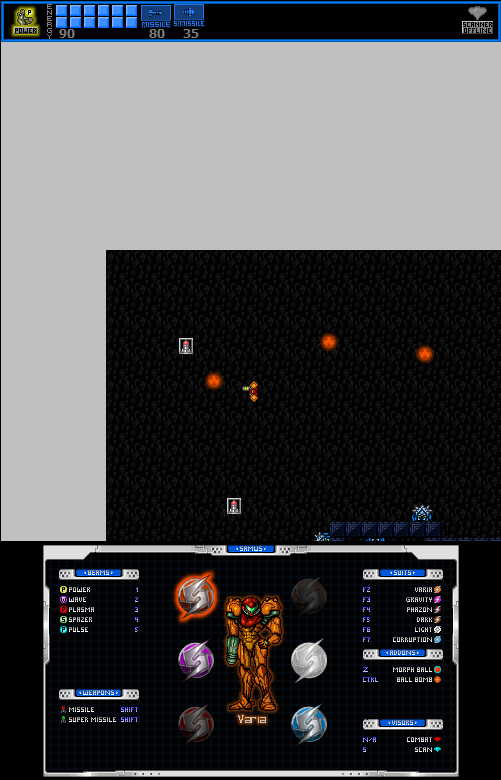 P
POWER
ENERGY
90
MISSILE
80
S.MISSILE
35
SCANNER
OFFLINE
SAMUS
BEAMS
P POWER 1
WAVE 2
PLASMA 3
S SPAZER 4
P PULSE 5
WEAPONS
MISSILE SHIFT
SUPER MISSILE SHIFT
Varia
SUITS
F2 VARIA
F3 GRAVITY
F4 PHAZON
F5 DARK
F6 LIGHT
F7 CORRUPTION
ADDONS
Z MORPH BALL
CTRL BALL BOMB
VISORS
N/A COMBAT
S SCAN